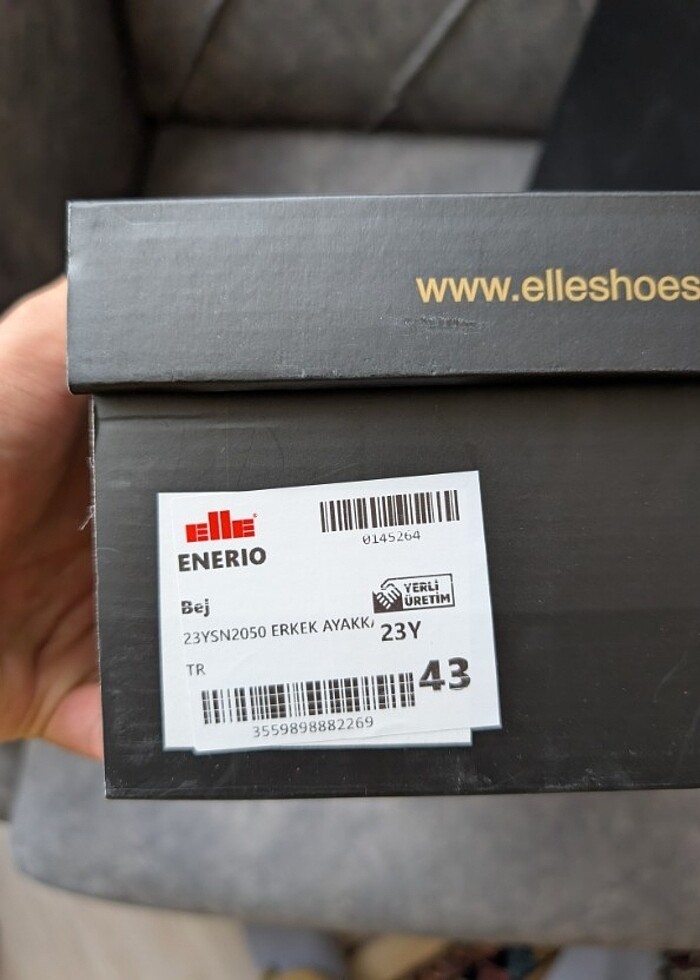 www.elleshoes
elle
ENERIO
0145264
Bej
YERLİ
ÜRETİM
23YSN2050 ERKEK AYAKK
23Y
TR
43
3559898882269